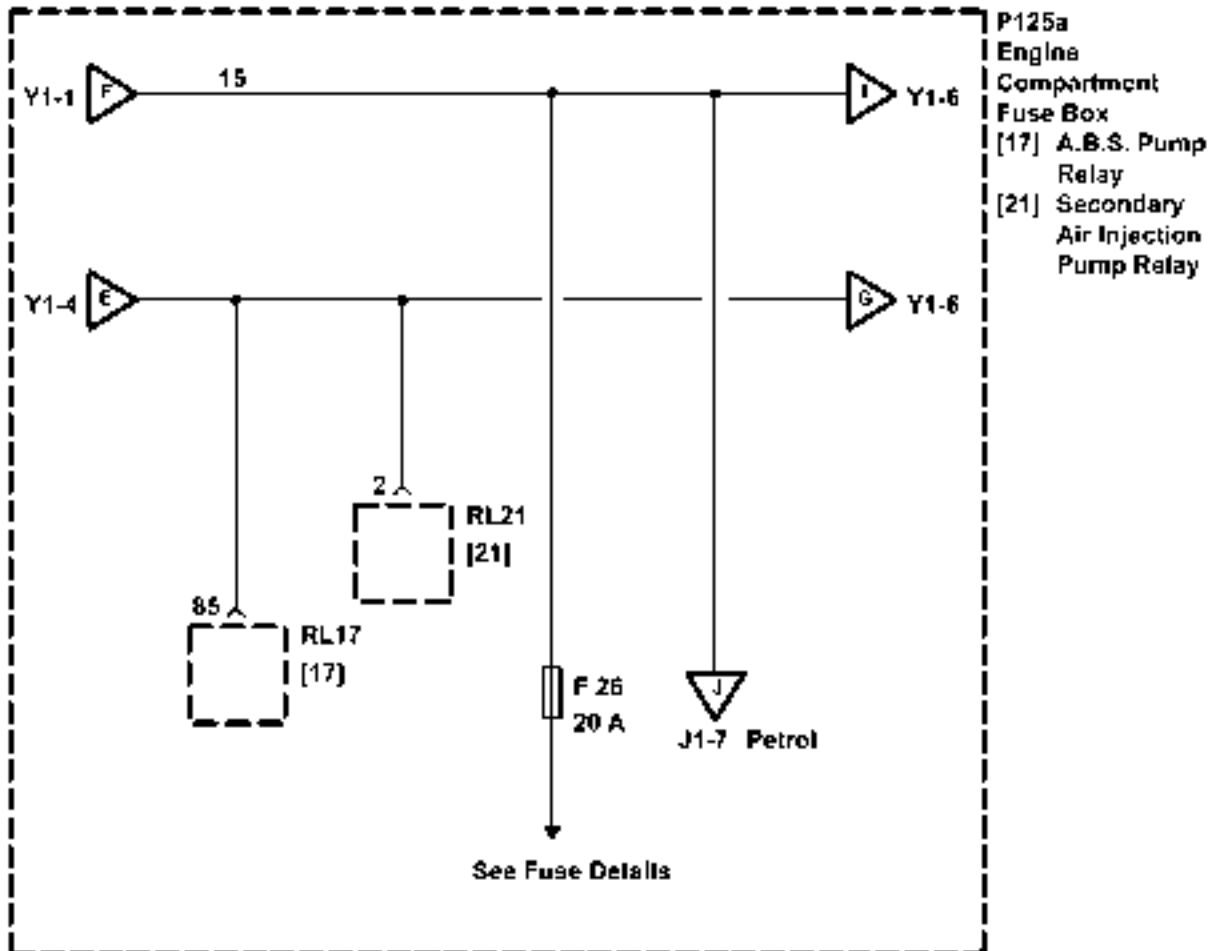 P125a
Engine
Compartment
Fuse Box
[17] A.B.S. Pump
Relay
[21] Secondary
Air Injection
Pump Relay
Y1-1 F 15 I Y1-6
Y1-4 E G Y1-6
2
RL21
[21]
85
RL17
[17]
F 26
20 A
J
J1-7 Petrol
See Fuse Details